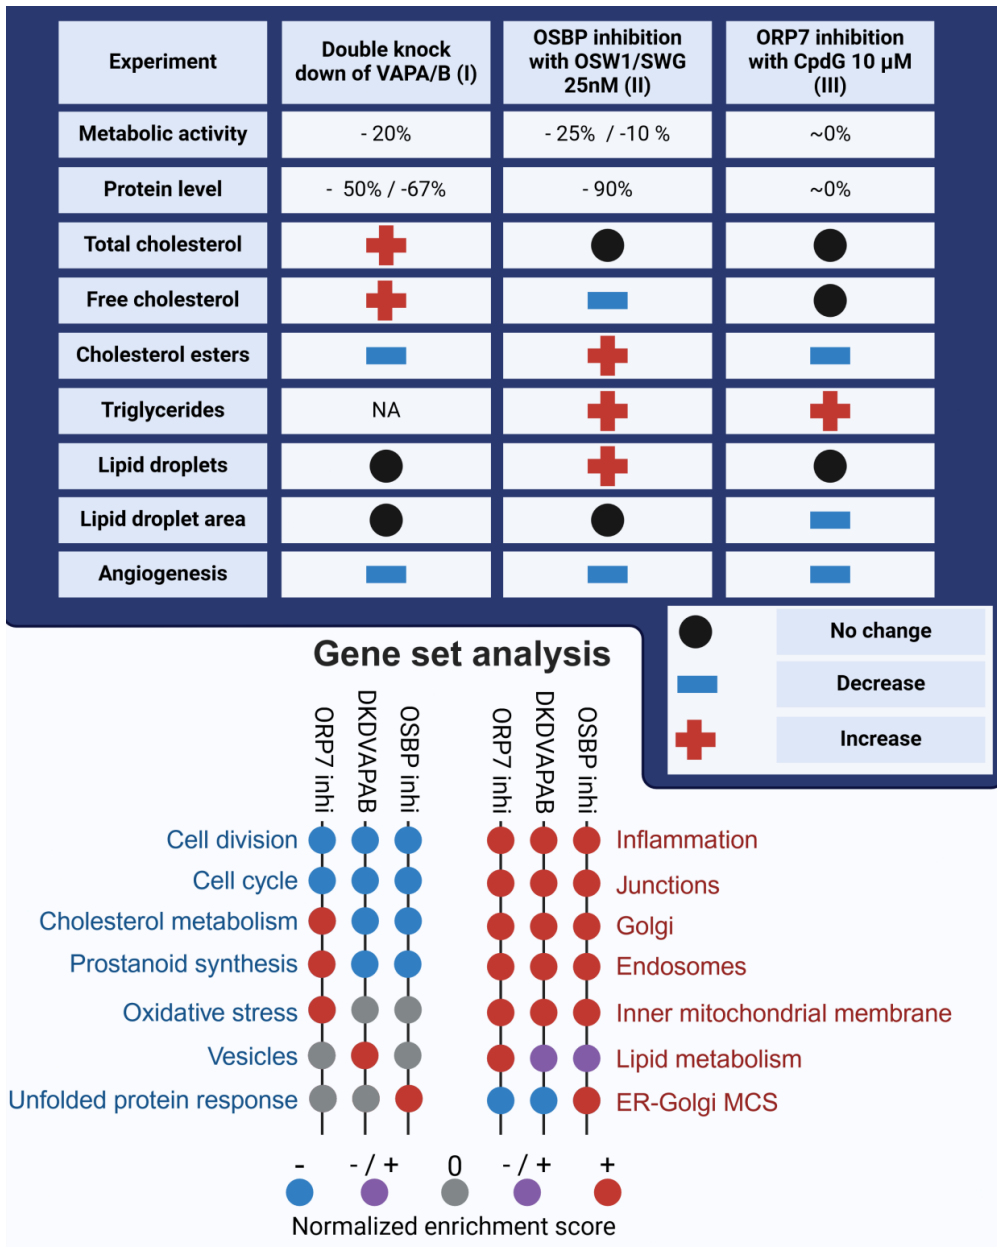 Experiment
Double knock
down of VAPA/B (I)
OSBP inhibition
with OSW1/SWG
25nM (II)
ORP7 inhibition
with CpdG 10 µM
(III)
Metabolic activity
- 20%
- 25% / -10 %
~0%
Protein level
- 50% / -67%
- 90%
~0%
Total cholesterol
Free cholesterol
Cholesterol esters
Triglycerides
NA
Lipid droplets
Lipid droplet area
Angiogenesis
No change
Decrease
Increase
Gene set analysis
ORP7 inhi
DKDVAPAB
OSBP inhi
ORP7 inhi
DKDVAPAB
OSBP inhi
Cell division
Cell cycle
Cholesterol metabolism
Prostanoid synthesis
Oxidative stress
Vesicles
Unfolded protein response
Inflammation
Junctions
Golgi
Endosomes
Inner mitochondrial membrane
Lipid metabolism
ER-Golgi MCS
- - / + 0 - / + +
Normalized enrichment score